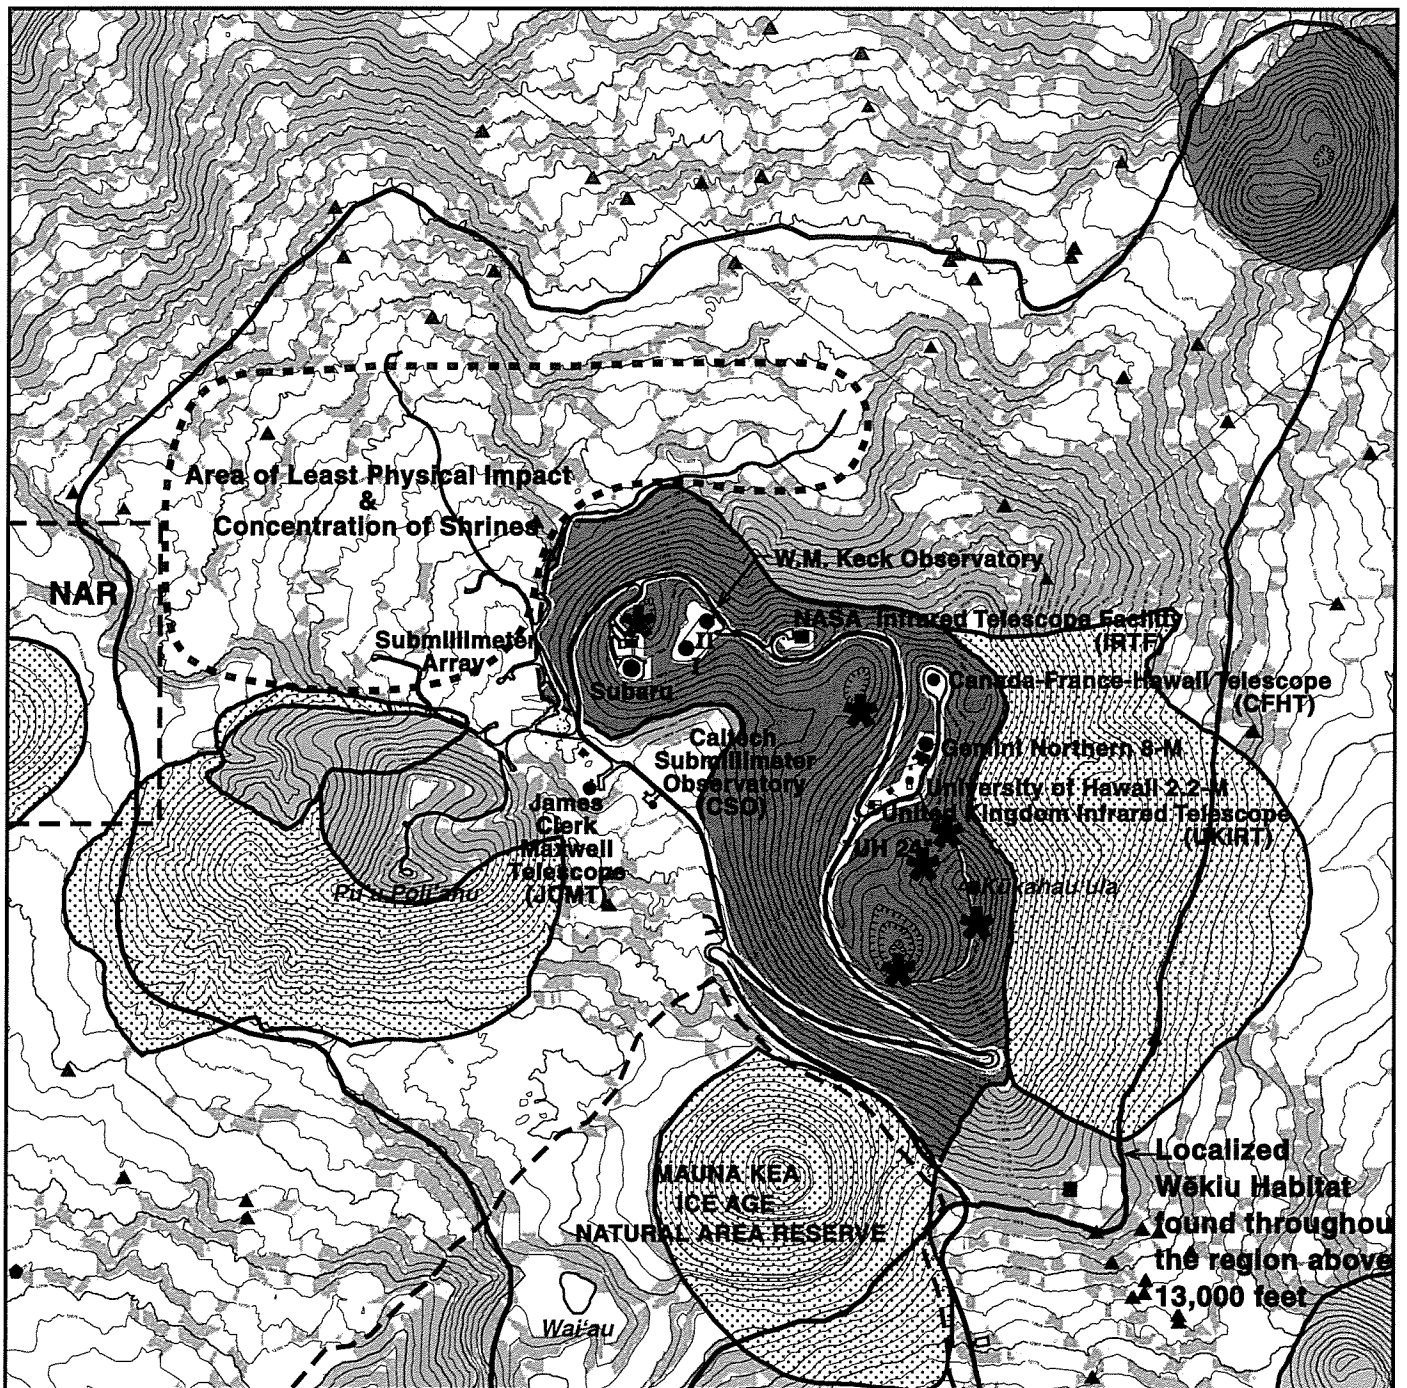 Area of Least Physical Impact
&
Concentration of Shrines
W.M. Keck Observatory
NAR
NASA Infrared Telescope Facility
(IRTF)
Submillimeter
Array
II
I
Subaru
Canada-France-Hawaii Telescope
(CFHT)
Caltech
Submillimeter
Observatory
(CSO)
Gemini Northern 8-M
University of Hawaii 2.2-M
United Kingdom Infrared Telescope
(UKIRT)
James
Clerk
Maxwell
Telescope
(JCMT)
UH 24"
Pu'u Poli'ahu
Kūkahau'ula
MAUNA KEA
ICE AGE
NATURAL AREA RESERVE
Localized
Wēkiu Habitat
found throughou
the region above
13,000 feet
Wai'au